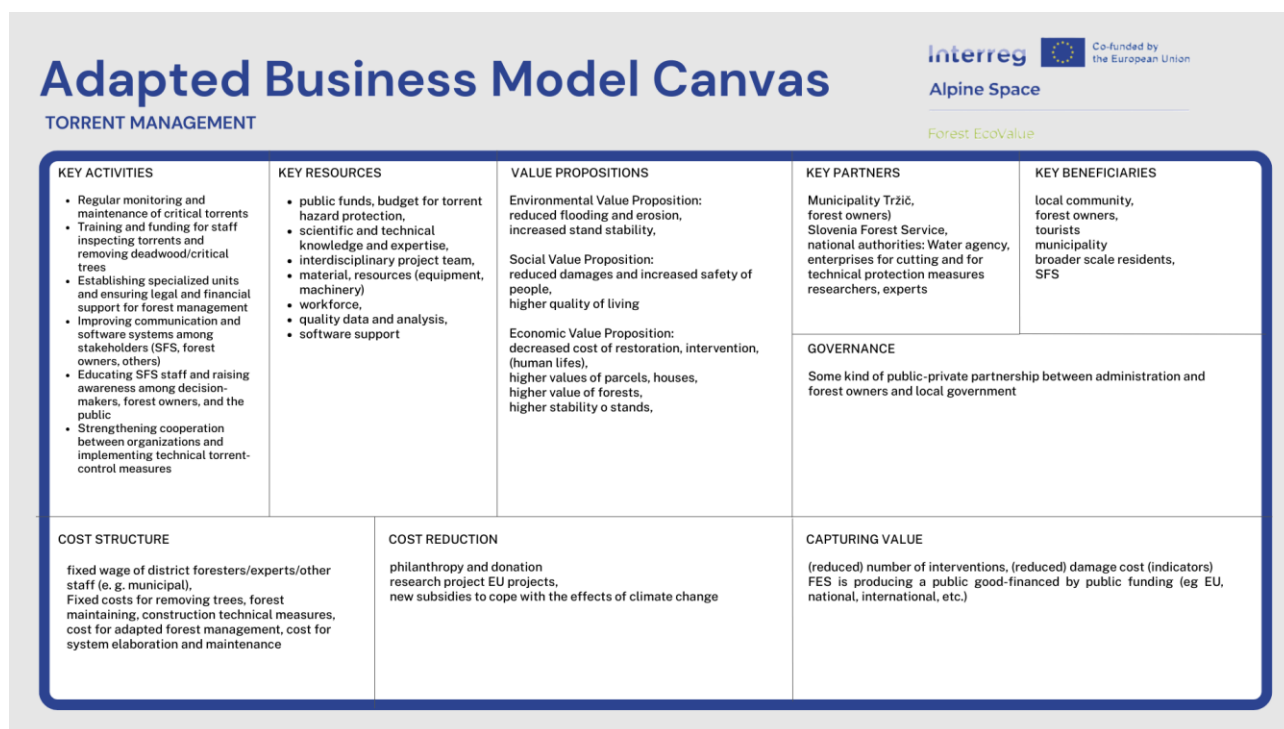 Adapted Business Model Canvas
TORRENT MANAGEMENT
Interreg
Co-funded by
the European Union
Alpine Space
Forest EcoValue
KEY ACTIVITIES
• Regular monitoring and
maintenance of critical torrents
• Training and funding for staff
inspecting torrents and
removing deadwood/critical
trees
• Establishing specialized units
and ensuring legal and financial
support for forest management
• Improving communication and
software systems among
stakeholders (SFS, forest
owners, others)
• Educating SFS staff and raising
awareness among decision-
makers, forest owners, and the
public
• Strengthening cooperation
between organizations and
implementing technical torrent-
control measures
KEY RESOURCES
• public funds, budget for torrent
hazard protection,
• scientific and technical
knowledge and expertise,
• interdisciplinary project team,
• material, resources (equipment,
machinery)
• workforce,
• quality data and analysis,
• software support
VALUE PROPOSITIONS
Environmental Value Proposition:
reduced flooding and erosion,
increased stand stability,
Social Value Proposition:
reduced damages and increased safety of
people,
higher quality of living
Economic Value Proposition:
decreased cost of restoration, intervention,
(human lifes),
higher values of parcels, houses,
higher value of forests,
higher stability o stands,
KEY PARTNERS
Municipality Tržič,
forest owners)
Slovenia Forest Service,
national authorities: Water agency,
enterprises for cutting and for
technical protection measures
researchers, experts
KEY BENEFICIARIES
local community,
forest owners,
tourists
municipality
broader scale residents,
SFS
GOVERNANCE
Some kind of public-private partnership between administration and
forest owners and local government
COST STRUCTURE
fixed wage of district foresters/experts/other
staff (e. g. municipal),
Fixed costs for removing trees, forest
maintaining, construction technical measures,
cost for adapted forest management, cost for
system elaboration and maintenance
COST REDUCTION
philanthropy and donation
research project EU projects,
new subsidies to cope with the effects of climate change
CAPTURING VALUE
(reduced) number of interventions, (reduced) damage cost (indicators)
FES is producing a public good-financed by public funding (eg EU,
national, international, etc.)